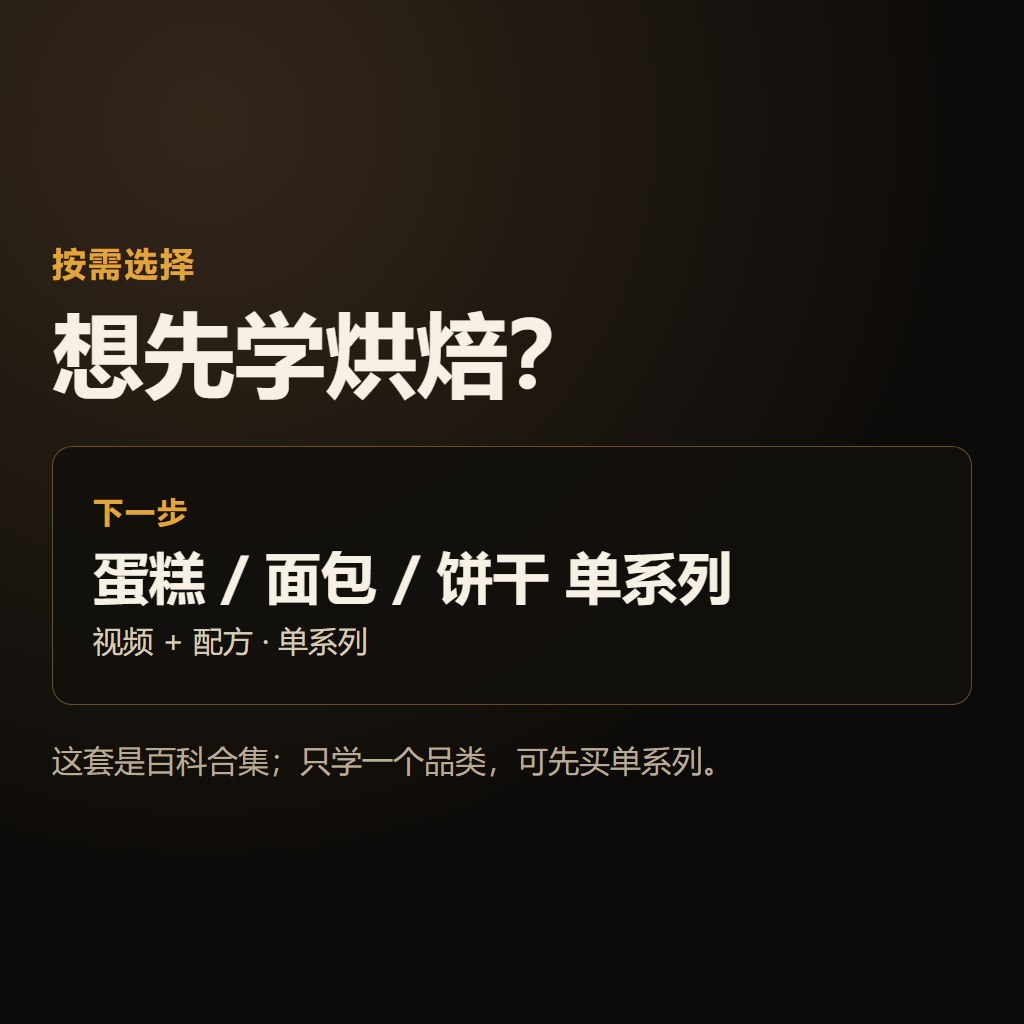 按需选择
想先学烘焙？
下一步
蛋糕 / 面包 / 饼干 单系列
视频 + 配方 · 单系列
这套是百科合集；只学一个品类，可先买单系列。